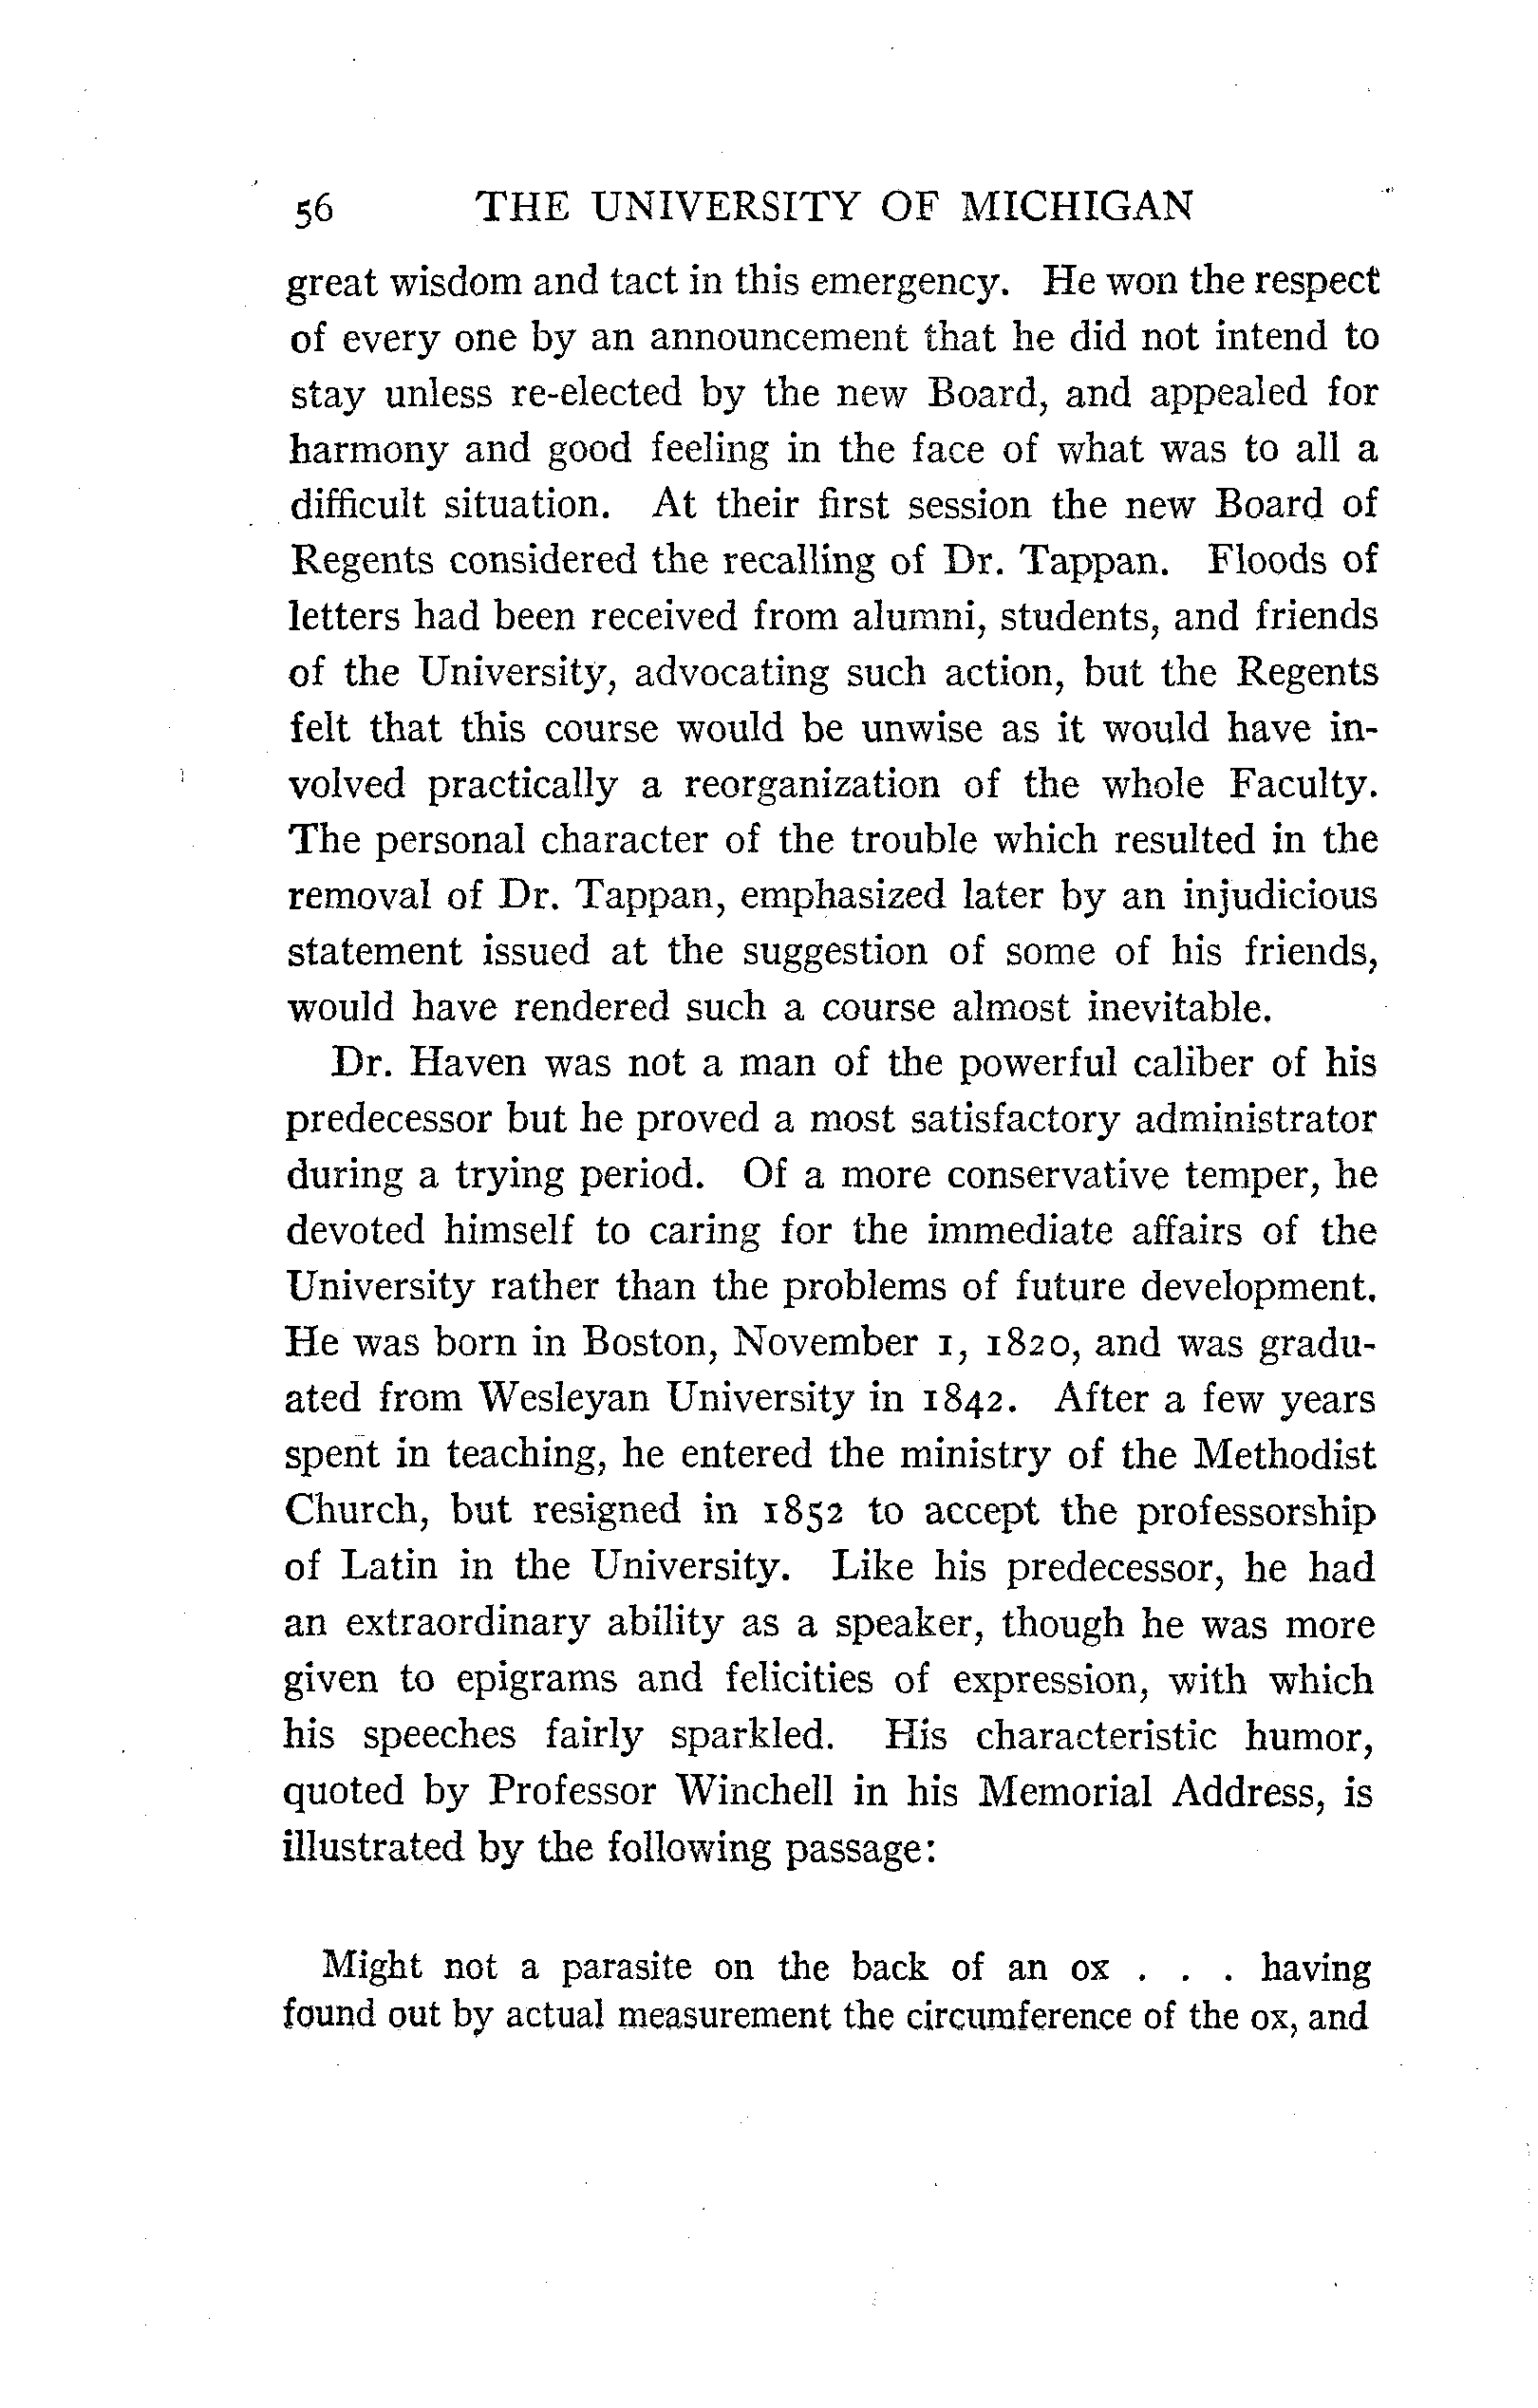 56 THE UNIVERSITY OF MICHIGAN
great wisdom and tact in this emergency. He won the respect
of every one by an announcement that he did not intend to
stay unless re-elected by the new Board, and appealed for
harmony and good feeling in the face of what was to all a
difficult situation. At their first session the new Board of
Regents considered the recalling of Dr. Tappan. Floods of
letters had been received from alumni, students, and friends
of the University, advocating such action, but the Regents
felt that this course would be unwise as it would have in-
volved practically a reorganization of the whole Faculty.
The personal character of the trouble which resulted in the
removal of Dr. Tappan, emphasized later by an injudicious
statement issued at the suggestion of some of his friends,
would have rendered such a course almost inevitable.
Dr. Haven was not a man of the powerful caliber of his
predecessor but he proved a most satisfactory administrator
during a trying period. Of a more conservative temper, he
devoted himself to caring for the immediate affairs of the
University rather than the problems of future development.
He was born in Boston, November 1, 1820, and was gradu-
ated from Wesleyan University in 1842. After a few years
spent in teaching, he entered the ministry of the Methodist
Church, but resigned in 1852 to accept the professorship
of Latin in the University. Like his predecessor, he had
an extraordinary ability as a speaker, though he was more
given to epigrams and felicities of expression, with which
his speeches fairly sparkled. His characteristic humor,
quoted by Professor Winchell in his Memorial Address, is
illustrated by the following passage:
Might not a parasite on the back of an ox . . . having
found out by actual measurement the circumference of the ox, and